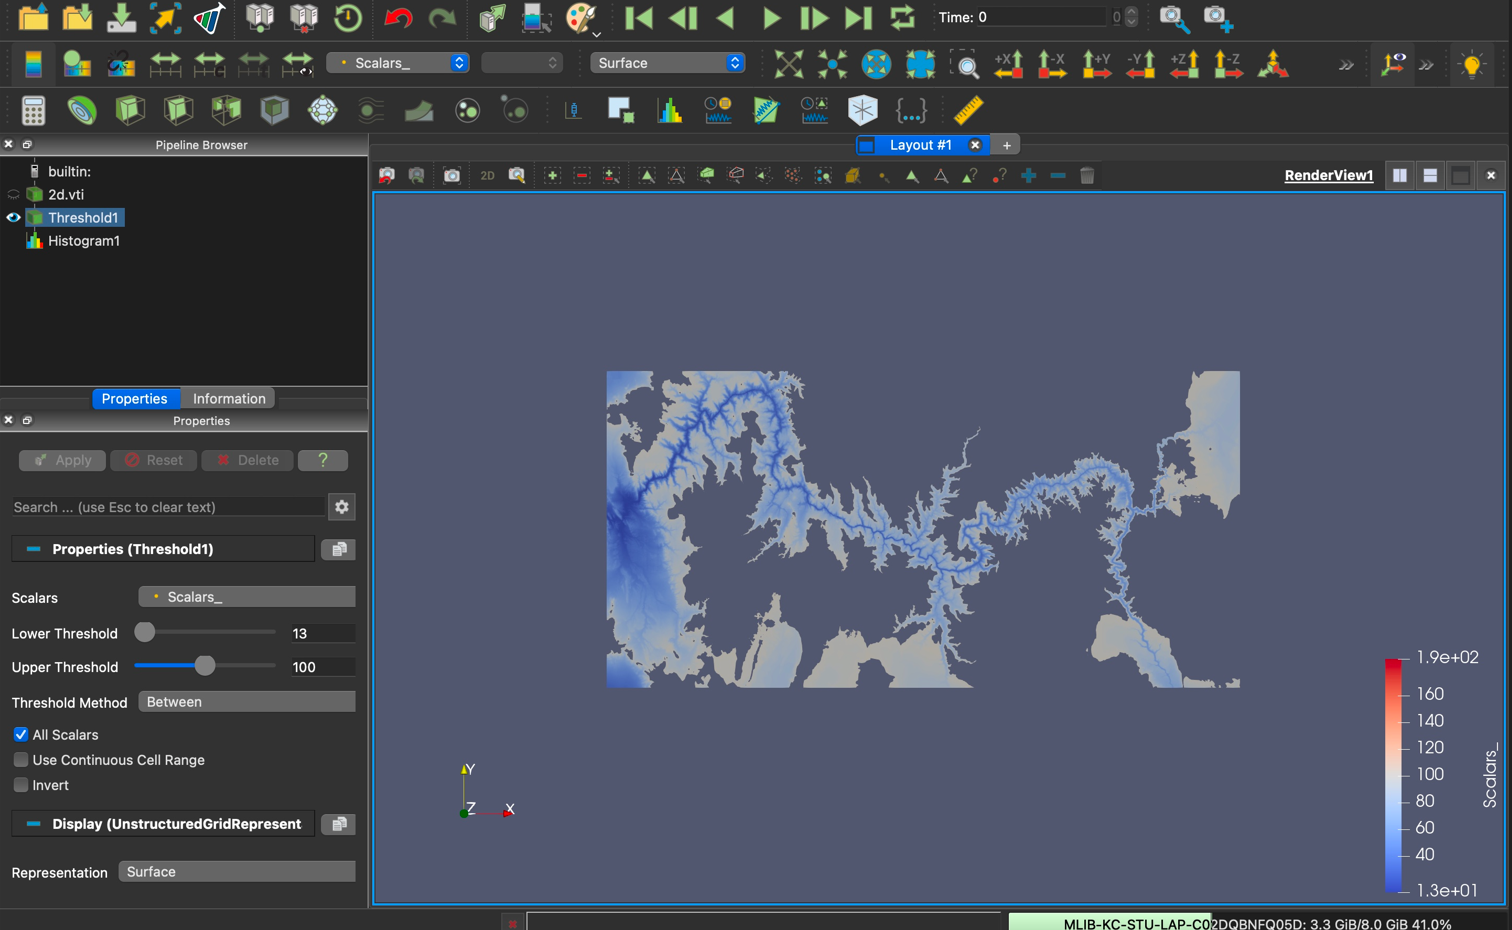 Time: 0
0
Scalars_
Surface
+X
-X
+Y
-Y
+Z
-Z
Pipeline Browser
Layout #1
+
builtin:
2D
RenderView1
2d.vti
Threshold1
Histogram1
Properties
Information
Properties
Apply
Reset
Delete
?
Search ... (use Esc to clear text)
Properties (Threshold1)
Scalars
Scalars_
Lower Threshold
13
Upper Threshold
100
Threshold Method
Between
All Scalars
Use Continuous Cell Range
Invert
Display (UnstructuredGridRepresent
Representation
Surface
Y
Z
X
1.9e+02
160
140
120
100
80
60
40
1.3e+01
Scalars_
MLIB-KC-STU-LAP-C02DQBNFQ05D: 3.3 GiB/8.0 GiB 41.0%